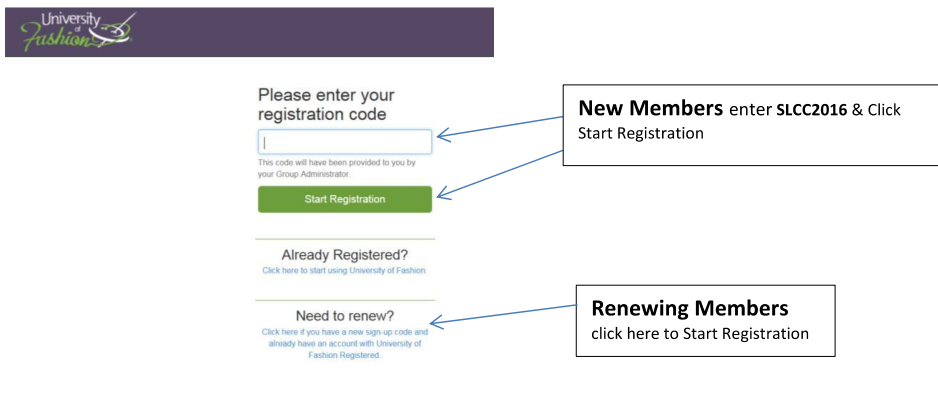 University
of
Fashion
Please enter your
registration code
This code will have been provided to you by
your Group Administrator.
Start Registration
New Members enter SLCC2016 & Click
Start Registration
Already Registered?
Click here to start using University of Fashion
Need to renew?
Click here if you have a new sign-up code and
already have an account with University of
Fashion Registered.
Renewing Members
click here to Start Registration